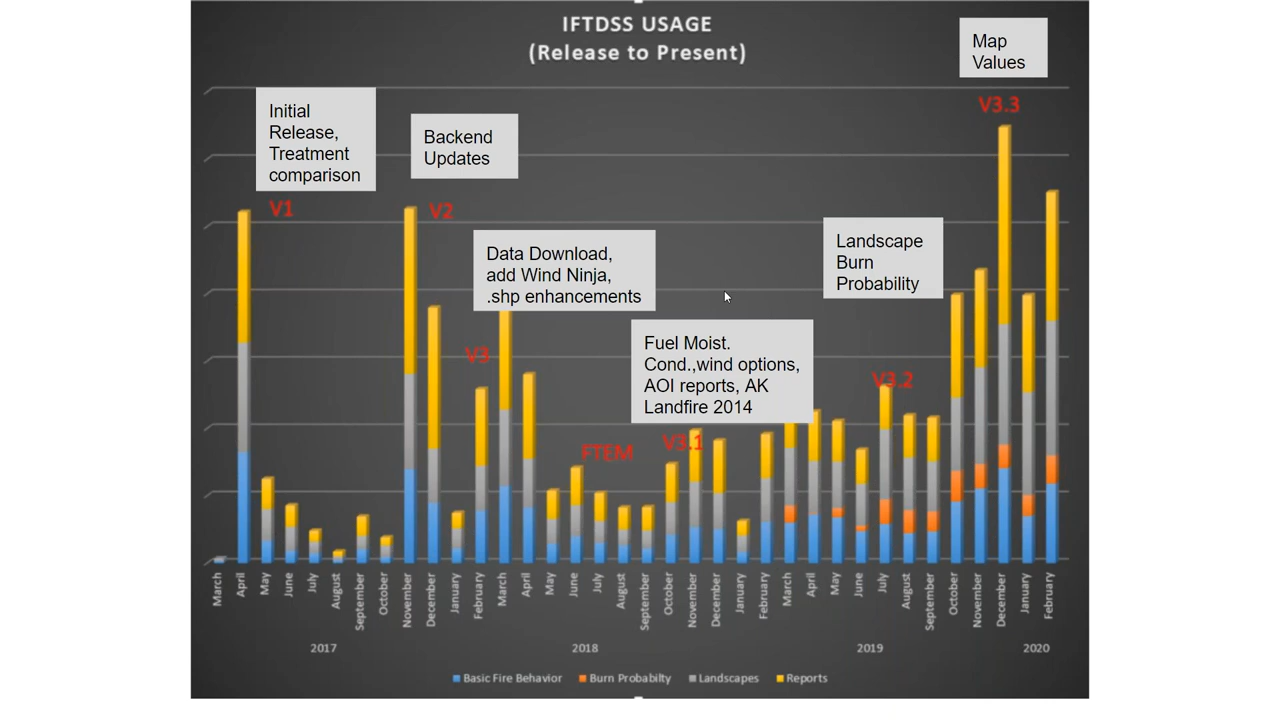 IFTDSS USAGE
(Release to Present)
Map
Values
V3.3
Initial
Release,
Treatment
comparison
Backend
Updates
V1
V2
Data Download,
add Wind Ninja,
.shp enhancements
Landscape
Burn
Probability
Fuel Moist.
Cond.,wind options,
AOI reports, AK
Landfire 2014
V3
V3.2
FTEM
V3.1
March
April
May
June
July
August
September
October
November
December
January
February
March
April
May
June
July
August
September
October
November
December
January
February
March
April
May
June
July
August
September
October
November
December
January
February
2017
2018
2019
2020
Basic Fire Behavior
Burn Probabilty
Landscapes
Reports